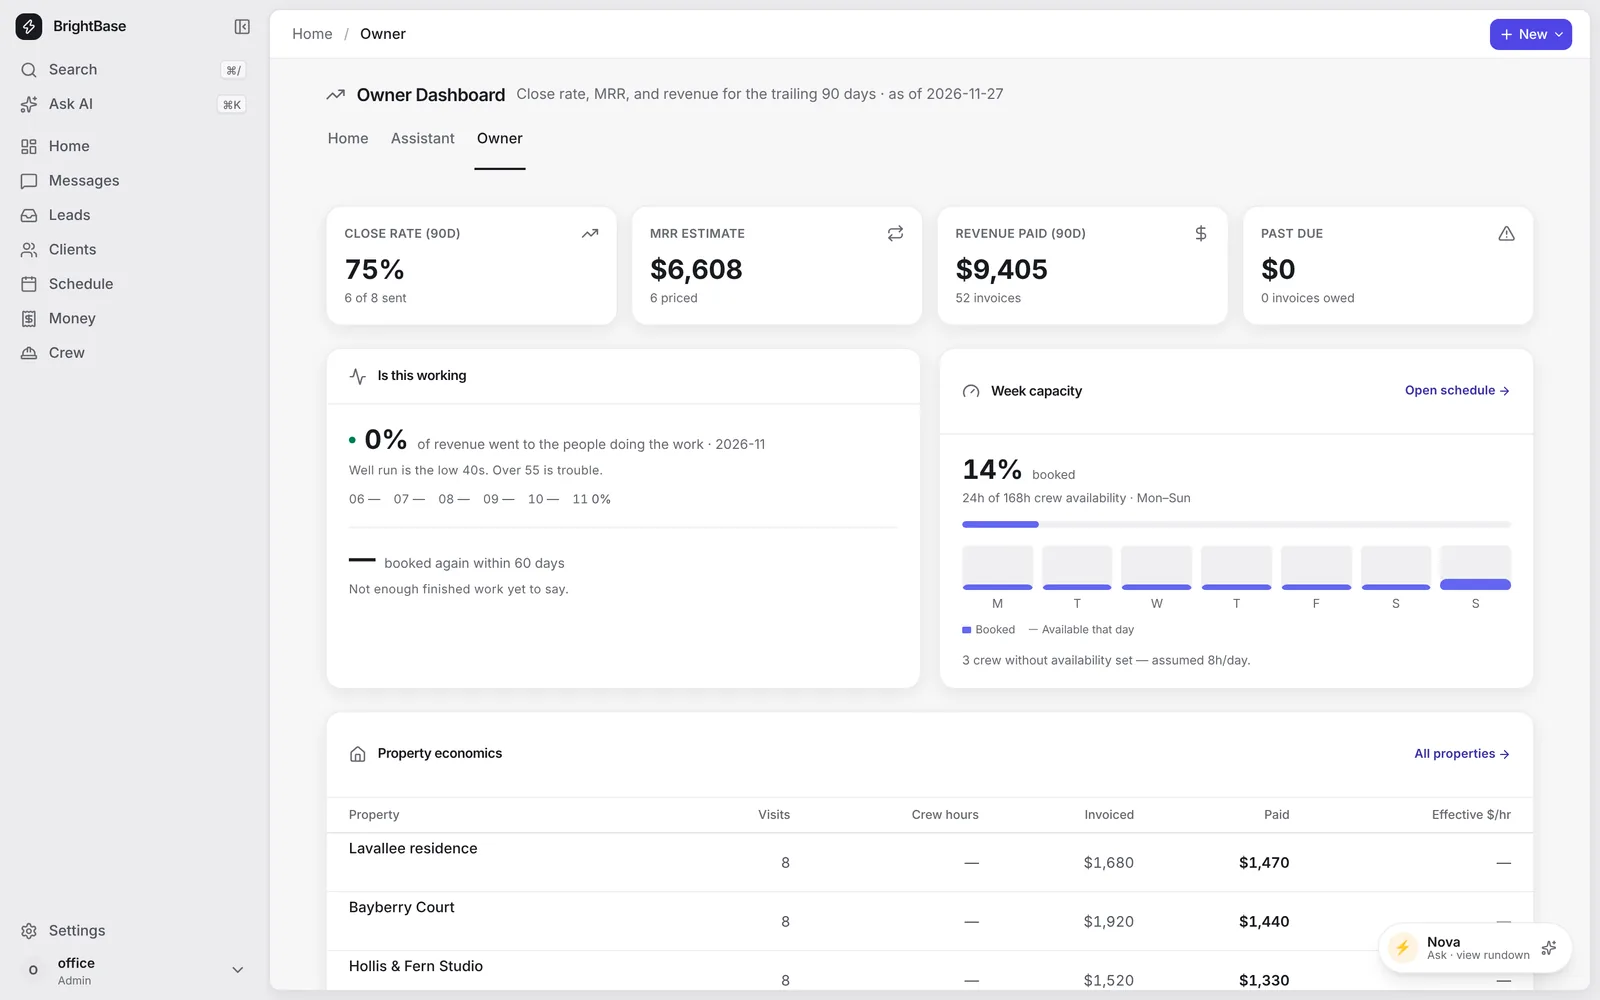 BrightBase
Search ⌘/
Ask AI ⌘K
Home
Messages
Leads
Clients
Schedule
Money
Crew
Settings
O
office
Admin
Home / Owner
+ New
Owner Dashboard Close rate, MRR, and revenue for the trailing 90 days · as of 2026-11-27
Home Assistant Owner
CLOSE RATE (90D)
75%
6 of 8 sent
MRR ESTIMATE
$6,608
6 priced
REVENUE PAID (90D)
$9,405
52 invoices
PAST DUE
$0
0 invoices owed
Is this working
0% of revenue went to the people doing the work · 2026-11
Well run is the low 40s. Over 55 is trouble.
06 — 07 — 08 — 09 — 10 — 11 0%
— booked again within 60 days
Not enough finished work yet to say.
Week capacity Open schedule →
14% booked
24h of 168h crew availability · Mon–Sun
M T W T F S S
Booked — Available that day
3 crew without availability set — assumed 8h/day.
Property economics All properties →
Property Visits Crew hours Invoiced Paid Effective $/hr
Lavallee residence 8 — $1,680 $1,470 —
Bayberry Court 8 — $1,920 $1,440 —
Hollis & Fern Studio 8 — $1,520 $1,330 —
Nova
Ask · view rundown